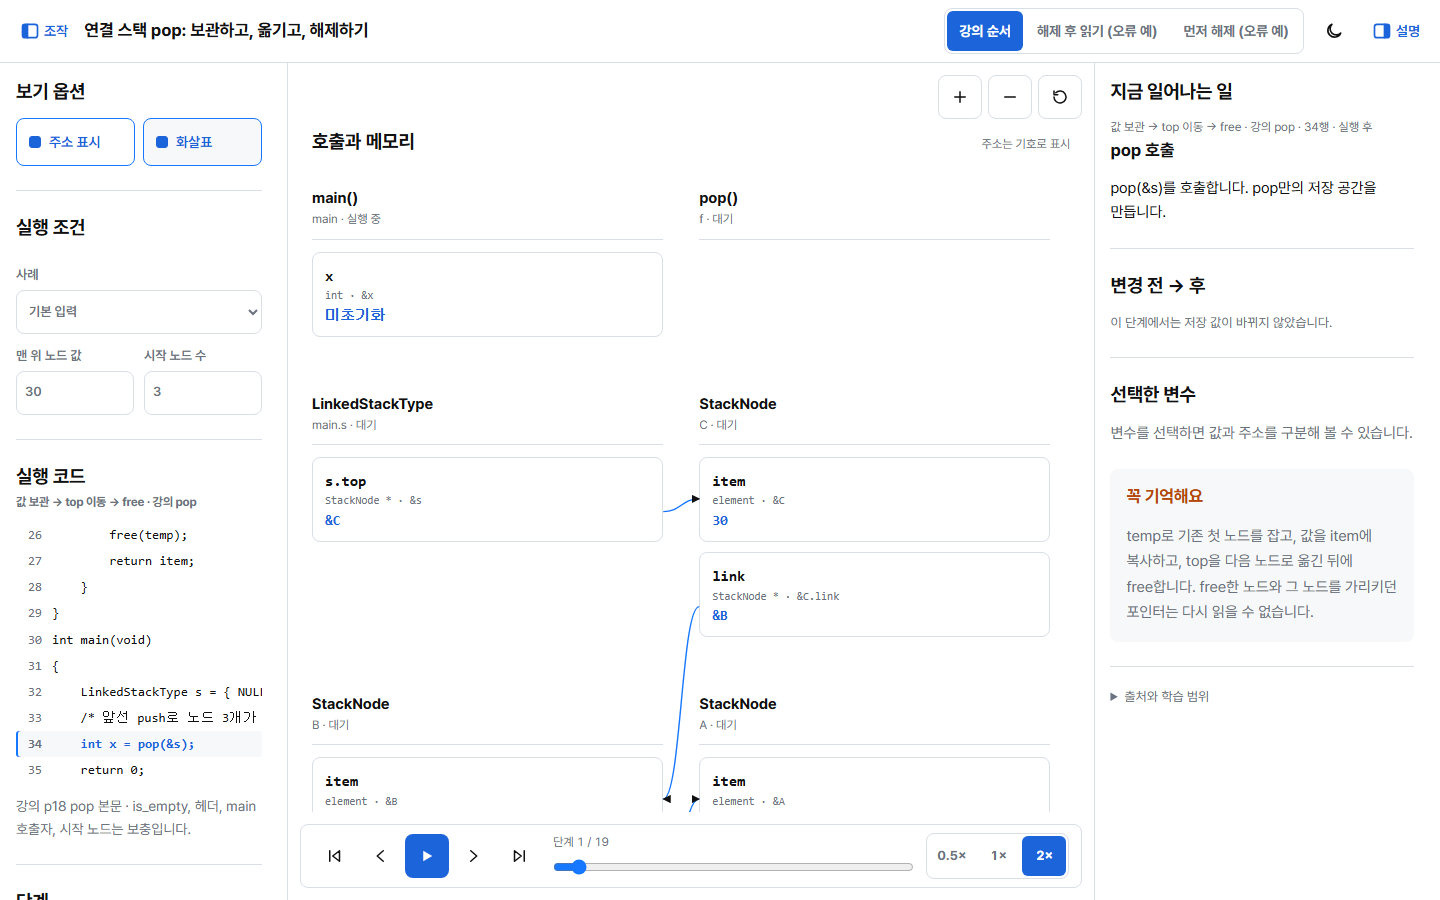 조작
연결 스택 pop: 보관하고, 옮기고, 해제하기
강의 순서
해제 후 읽기 (오류 예)
먼저 해제 (오류 예)
설명
보기 옵션
주소 표시
화살표
실행 조건
사례
기본 입력
맨 위 노드 값
시작 노드 수
30
3
실행 코드
값 보관 → top 이동 → free · 강의 pop
26 free(temp);
27 return item;
28 }
29 }
30 int main(void)
31 {
32 LinkedStackType s = { NULL
33 /* 앞선 push로 노드 3개가
34 int x = pop(&s);
35 return 0;
강의 p18 pop 본문 · is_empty, 헤더, main
호출자, 시작 노드는 보충입니다.
단계
호출과 메모리
주소는 기호로 표시
main()
main · 실행 중
x
int · &x
미초기화
pop()
f · 대기
LinkedStackType
main.s · 대기
s.top
StackNode * · &s
&C
StackNode
C · 대기
item
element · &C
30
link
StackNode * · &C.link
&B
StackNode
B · 대기
item
element · &B
StackNode
A · 대기
item
element · &A
단계 1 / 19
0.5×
1×
2×
지금 일어나는 일
값 보관 → top 이동 → free · 강의 pop · 34행 · 실행 후
pop 호출
pop(&s)를 호출합니다. pop만의 저장 공간을
만듭니다.
변경 전 → 후
이 단계에서는 저장 값이 바뀌지 않았습니다.
선택한 변수
변수를 선택하면 값과 주소를 구분해 볼 수 있습니다.
꼭 기억해요
temp로 기존 첫 노드를 잡고, 값을 item에
복사하고, top을 다음 노드로 옮긴 뒤에
free합니다. free한 노드와 그 노드를 가리키던
포인터는 다시 읽을 수 없습니다.
출처와 학습 범위